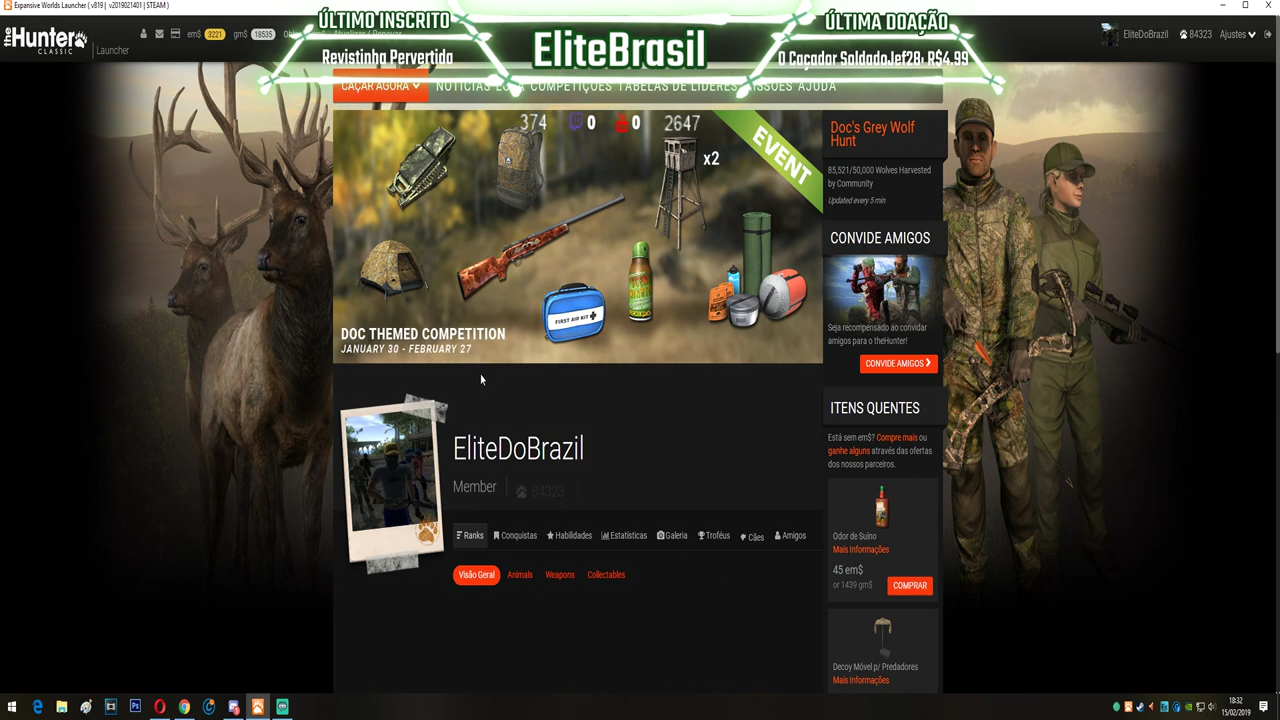 Expansive Worlds Launcher ( v819 | v2019021401 | STEAM )
ÚLTIMO INSCRITO
Revistinha Pervertida
EliteBrasil
ÚLTIMA DOAÇÃO
O Caçador SoldadoJef28: R$4.99
theHunter
CLASSIC
Launcher
em$ 3221 gm$ 18535
EliteDoBrazil 84323 Ajustes
CAÇAR AGORA NOTÍCIAS COMPETIÇÕES TABELAS DE LÍDERES MISSÕES AJUDA
374 0 0 2647
x2
EVENT
FIRST AID KIT
DOC THEMED COMPETITION
JANUARY 30 - FEBRUARY 27
Doc's Grey Wolf
Hunt
85,521/50,000 Wolves Harvested
by Community
Updated every 5 min
CONVIDE AMIGOS
Seja recompensado ao convidar
amigos para o theHunter!
CONVIDE AMIGOS
ITENS QUENTES
Está sem em$? Compre mais ou
ganhe alguns através das ofertas
dos nossos parceiros.
Odor de Suíno
Mais Informações
45 em$
or 1439 gm$
COMPRAR
Decoy Móvel p/ Predadores
Mais Informações
EliteDoBrazil
Member 84323
Ranks Conquistas Habilidades Estatísticas Galeria Troféus Cães Amigos
Visão Geral Animals Weapons Collectables
18:32
15/02/2019